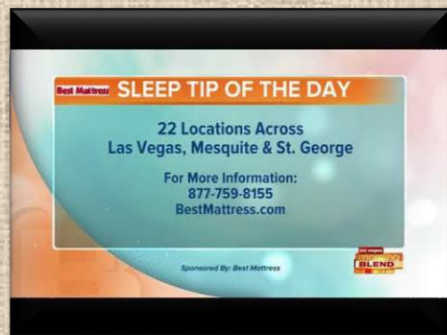 Best Mattress SLEEP TIP OF THE DAY
22 Locations Across
Las Vegas, Mesquite & St. George
For More Information:
877-759-8155
BestMattress.com
Sponsored By: Best Mattress
BLEND